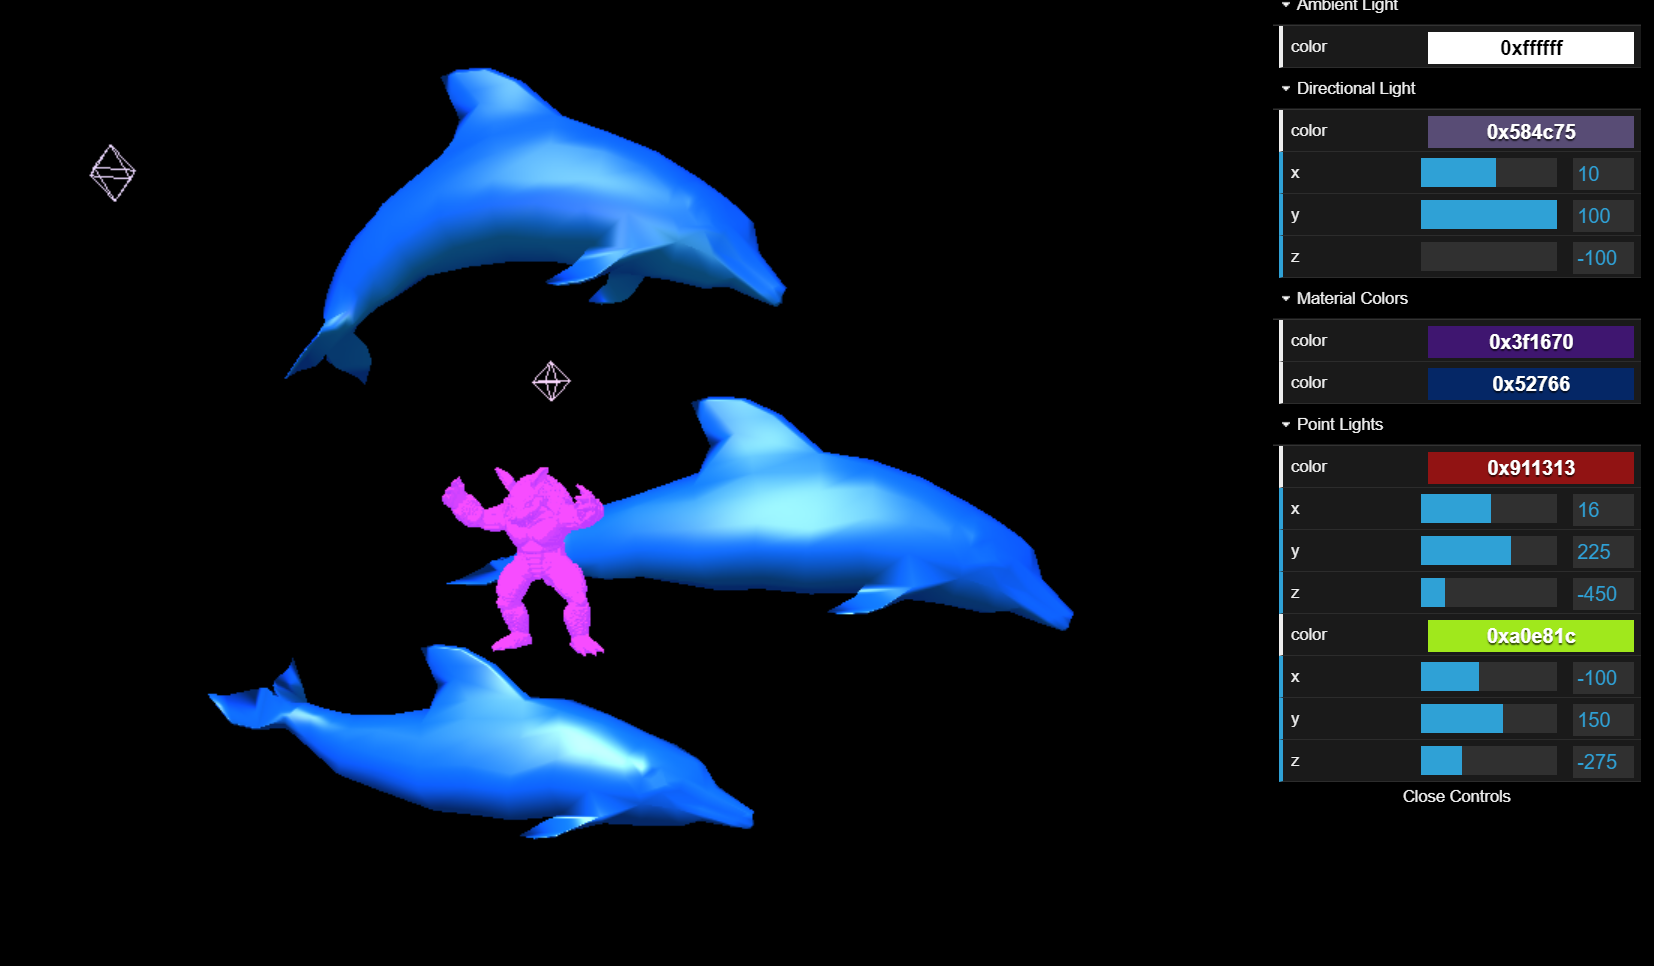 Ambient Light
color 0xffffff
Directional Light
color 0x584c75
x 10
y 100
z -100
Material Colors
color 0x3f1670
color 0x52766
Point Lights
color 0x911313
x 16
y 225
z -450
color 0xa0e81c
x -100
y 150
z -275
Close Controls